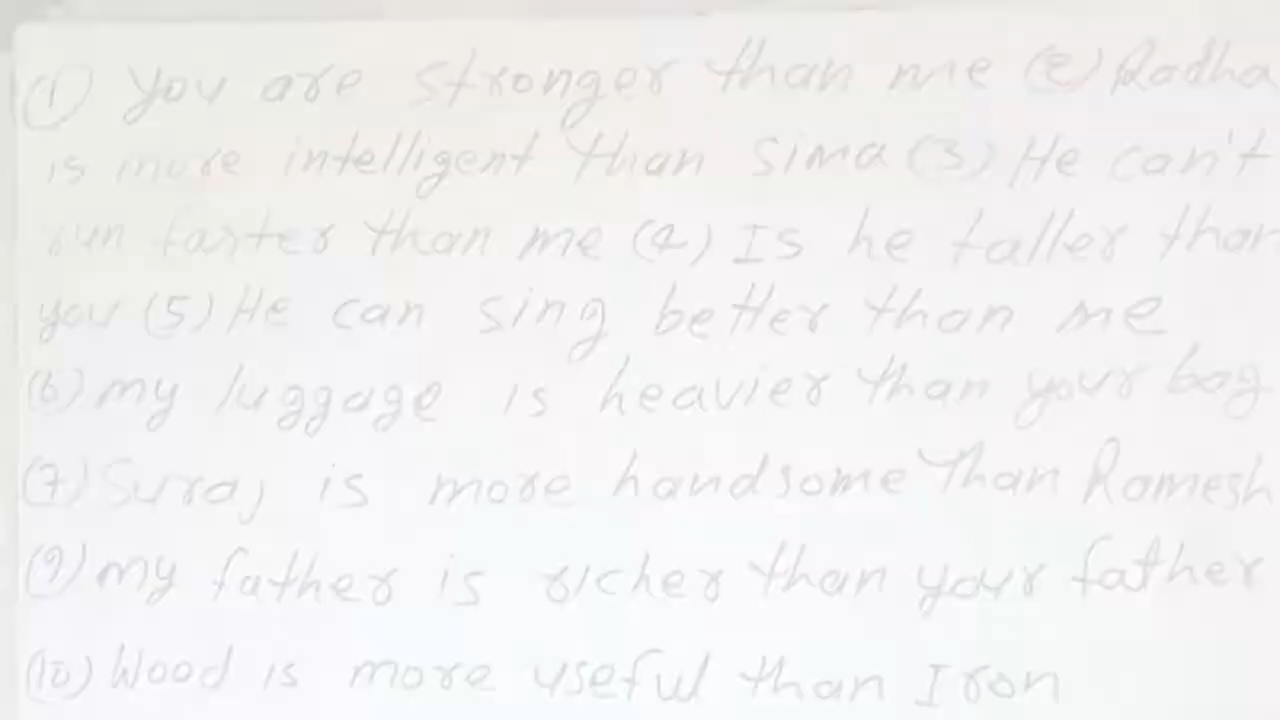 (1) You are stronger than me (2) Radha
is more intelligent than Sima (3) He can't
run faster than me (4) Is he taller than
you (5) He can sing better than me
(6) my luggage is heavier than your bag
(7) Suraj is more handsome than Ramesh
(9) my father is richer than your father
(10) Wood is more useful than Iron